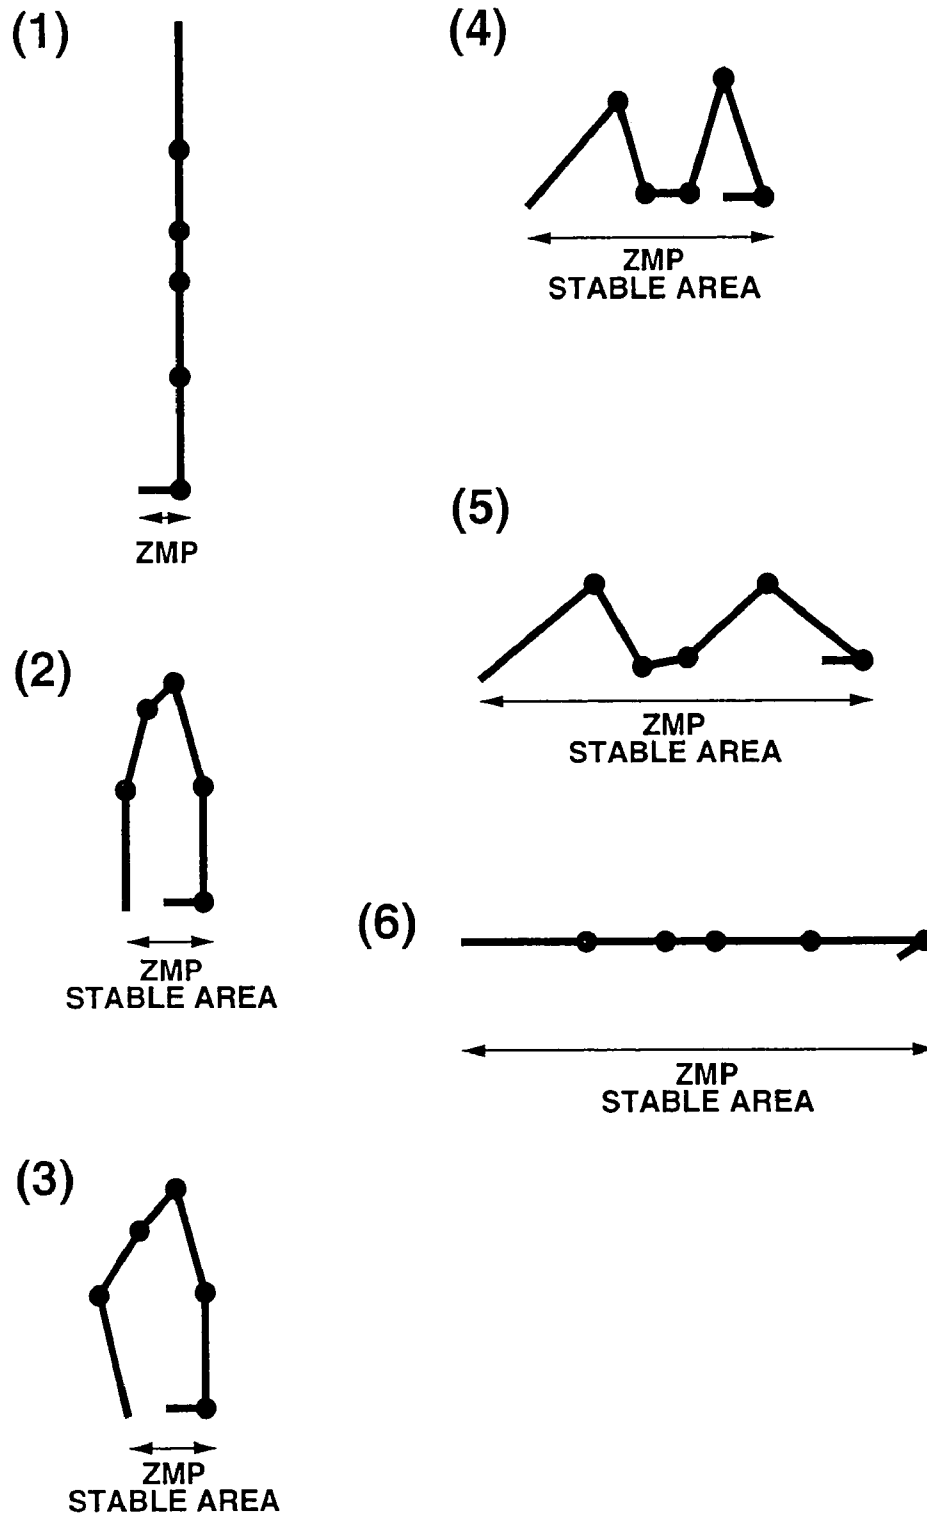 (1)
ZMP
(2)
ZMP
STABLE AREA
(3)
ZMP
STABLE AREA
(4)
ZMP
STABLE AREA
(5)
ZMP
STABLE AREA
(6)
ZMP
STABLE AREA